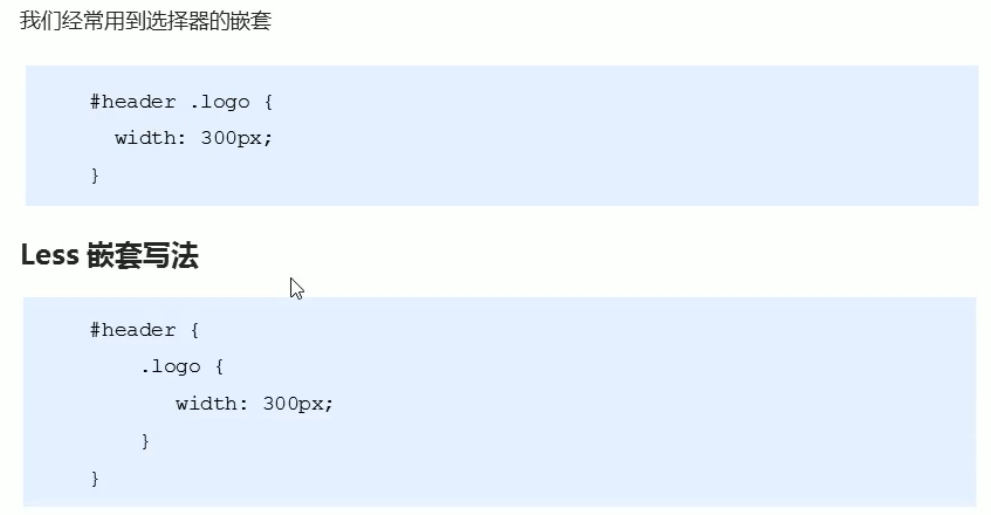 我们经常用到选择器的嵌套
#header .logo {
width: 300px;
}
Less 嵌套写法
#header {
.logo {
width: 300px;
}
}